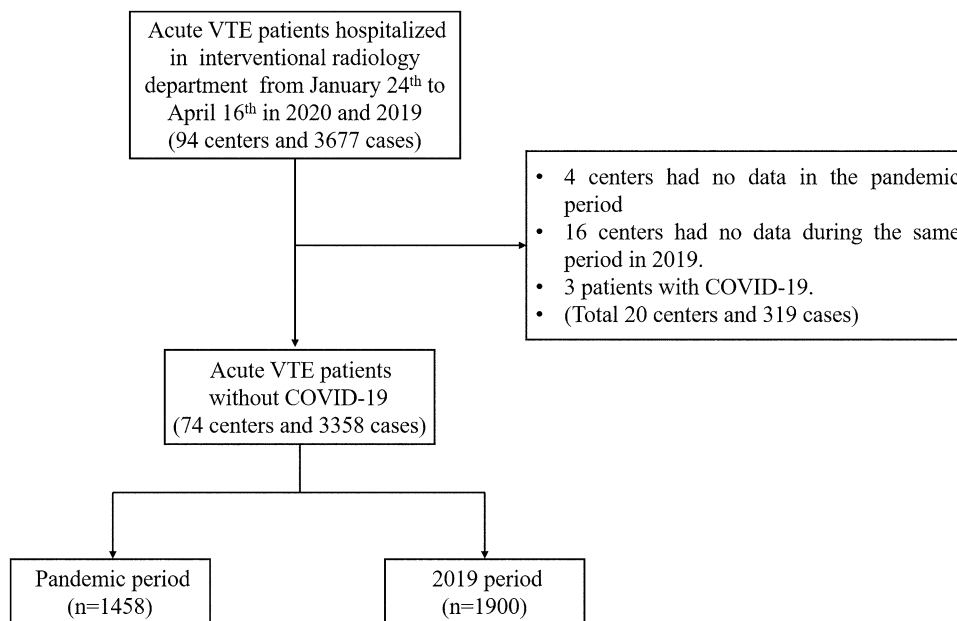 Acute VTE patients hospitalized
in interventional radiology
department from January 24th to
April 16th in 2020 and 2019
(94 centers and 3677 cases)
• 4 centers had no data in the pandemic
period
• 16 centers had no data during the same
period in 2019.
• 3 patients with COVID-19.
• (Total 20 centers and 319 cases)
Acute VTE patients
without COVID-19
(74 centers and 3358 cases)
Pandemic period
(n=1458)
2019 period
(n=1900)